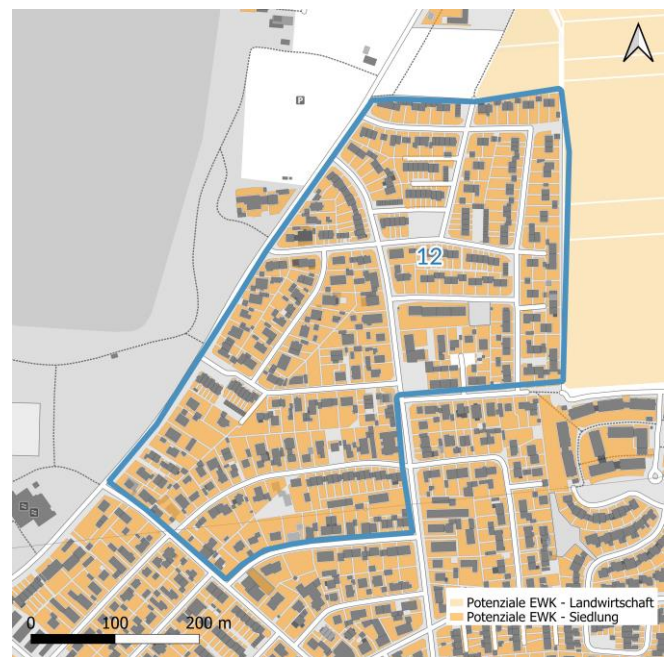 P
12
Potenziale EWK - Landwirtschaft
Potenziale EWK - Siedlung
0 100 200 m